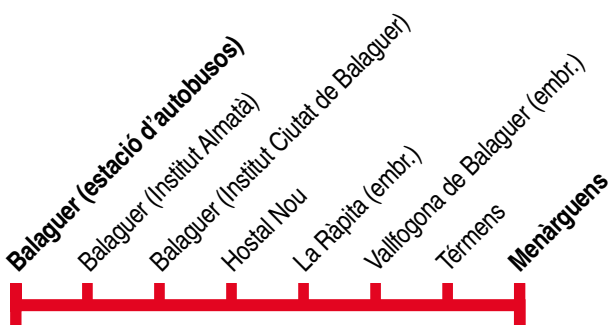 Balaguer (estació d'autobusos)
Balaguer (Institut Almatà)
Balaguer (Institut Ciutat de Balaguer)
Hostal Nou
La Ràpita (embr.)
Vallfogona de Balaguer (embr.)
Térmens
Menàrguens